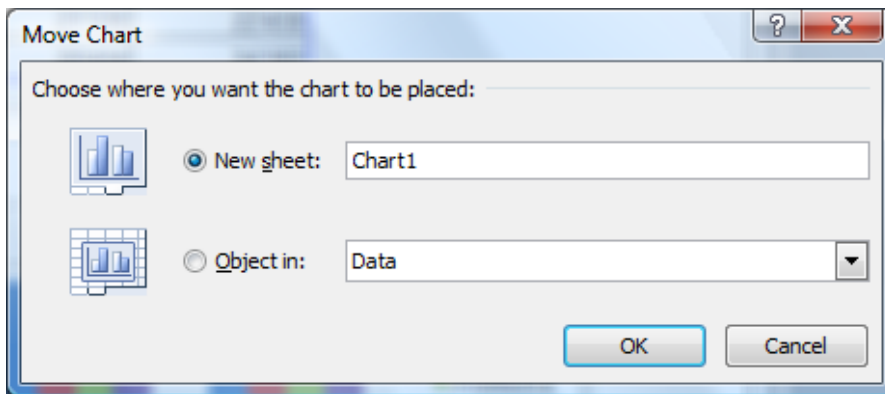 Move Chart
Choose where you want the chart to be placed:
New sheet: Chart1
Object in: Data
OK Cancel